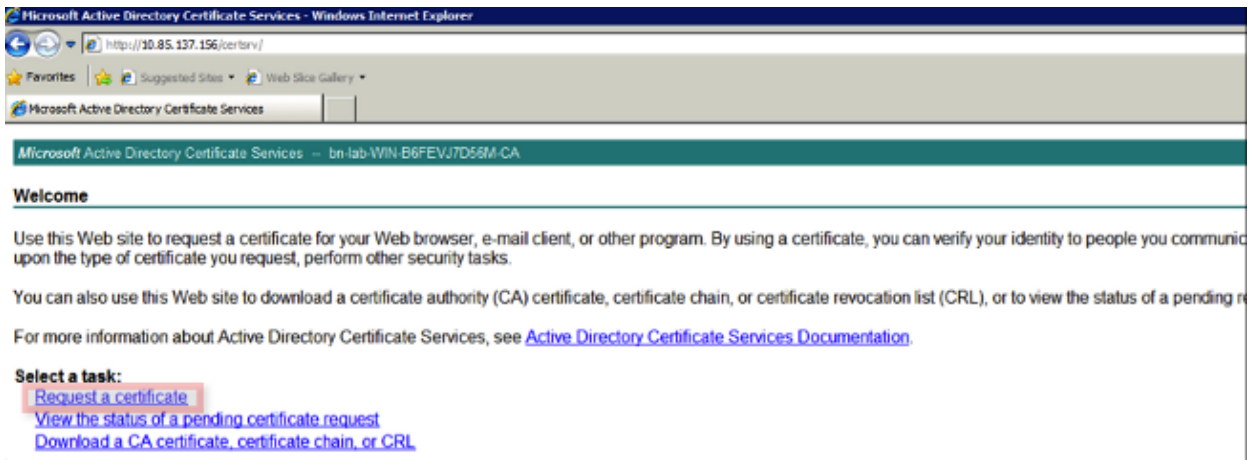 Microsoft Active Directory Certificate Services - Windows Internet Explorer
http://10.85.137.156/certsrv/
Favorites Suggested Sites Web Slice Gallery
Microsoft Active Directory Certificate Services
Microsoft Active Directory Certificate Services -- bn-lab-WIN-B6FEVJ7D56M-CA
Welcome
Use this Web site to request a certificate for your Web browser, e-mail client, or other program. By using a certificate, you can verify your identity to people you communic
upon the type of certificate you request, perform other security tasks.
You can also use this Web site to download a certificate authority (CA) certificate, certificate chain, or certificate revocation list (CRL), or to view the status of a pending re
For more information about Active Directory Certificate Services, see Active Directory Certificate Services Documentation.
Select a task:
Request a certificate
View the status of a pending certificate request
Download a CA certificate, certificate chain, or CRL